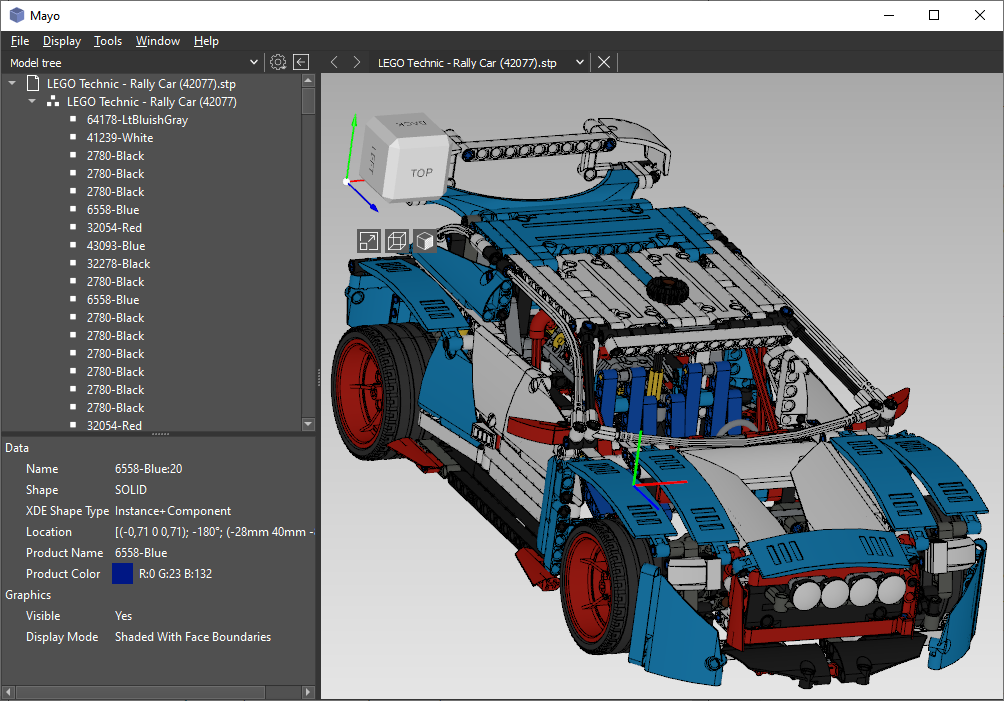 Mayo
File Display Tools Window Help
Model tree
LEGO Technic - Rally Car (42077).stp
LEGO Technic - Rally Car (42077).stp
LEGO Technic - Rally Car (42077)
64178-LtBluishGray
41239-White
2780-Black
2780-Black
2780-Black
6558-Blue
32054-Red
43093-Blue
32278-Black
2780-Black
6558-Blue
2780-Black
2780-Black
2780-Black
2780-Black
2780-Black
2780-Black
32054-Red
BACK
LEFT
TOP
Data
Name 6558-Blue:20
Shape SOLID
XDE Shape Type Instance+Component
Location [(-0,71 0 0,71); -180°; (-28mm 40mm -
Product Name 6558-Blue
Product Color R:0 G:23 B:132
Graphics
Visible Yes
Display Mode Shaded With Face Boundaries